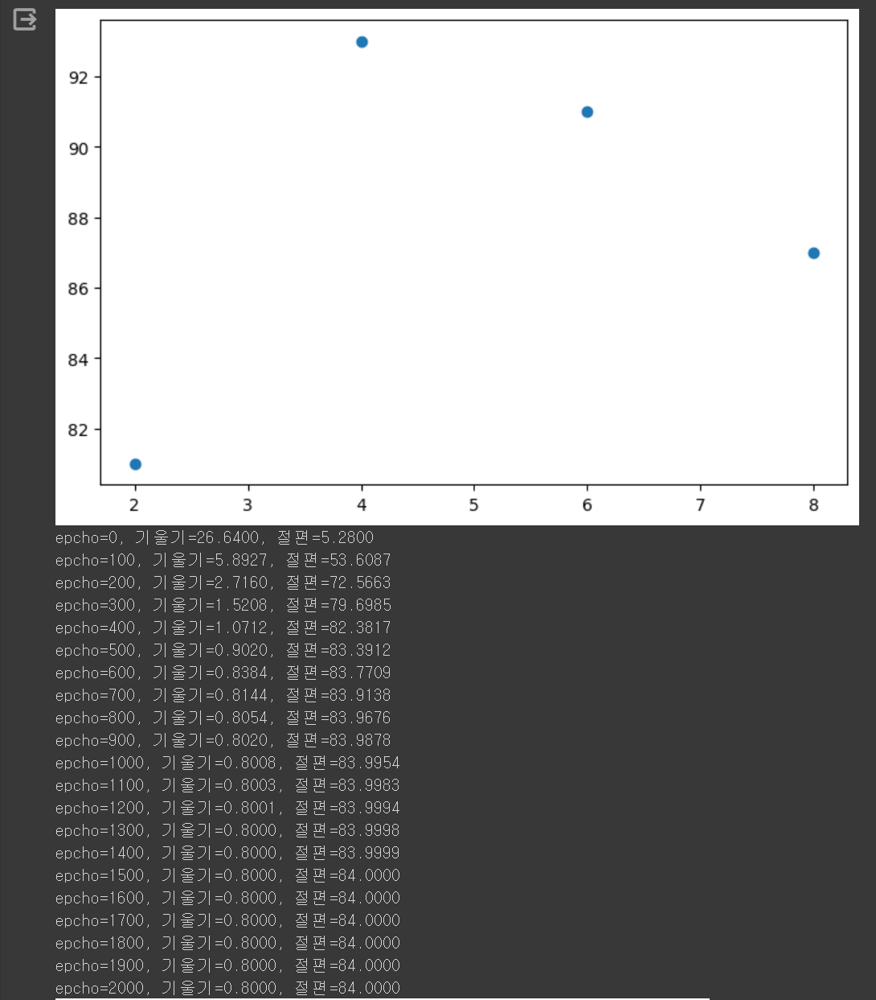 92
90
88
86
84
82
2 3 4 5 6 7 8
epcho=0, 기울기=26.6400, 절편=5.2800
epcho=100, 기울기=5.8927, 절편=53.6087
epcho=200, 기울기=2.7160, 절편=72.5663
epcho=300, 기울기=1.5208, 절편=79.6985
epcho=400, 기울기=1.0712, 절편=82.3817
epcho=500, 기울기=0.9020, 절편=83.3912
epcho=600, 기울기=0.8384, 절편=83.7709
epcho=700, 기울기=0.8144, 절편=83.9138
epcho=800, 기울기=0.8054, 절편=83.9676
epcho=900, 기울기=0.8020, 절편=83.9878
epcho=1000, 기울기=0.8008, 절편=83.9954
epcho=1100, 기울기=0.8003, 절편=83.9983
epcho=1200, 기울기=0.8001, 절편=83.9994
epcho=1300, 기울기=0.8000, 절편=83.9998
epcho=1400, 기울기=0.8000, 절편=83.9999
epcho=1500, 기울기=0.8000, 절편=84.0000
epcho=1600, 기울기=0.8000, 절편=84.0000
epcho=1700, 기울기=0.8000, 절편=84.0000
epcho=1800, 기울기=0.8000, 절편=84.0000
epcho=1900, 기울기=0.8000, 절편=84.0000
epcho=2000, 기울기=0.8000, 절편=84.0000